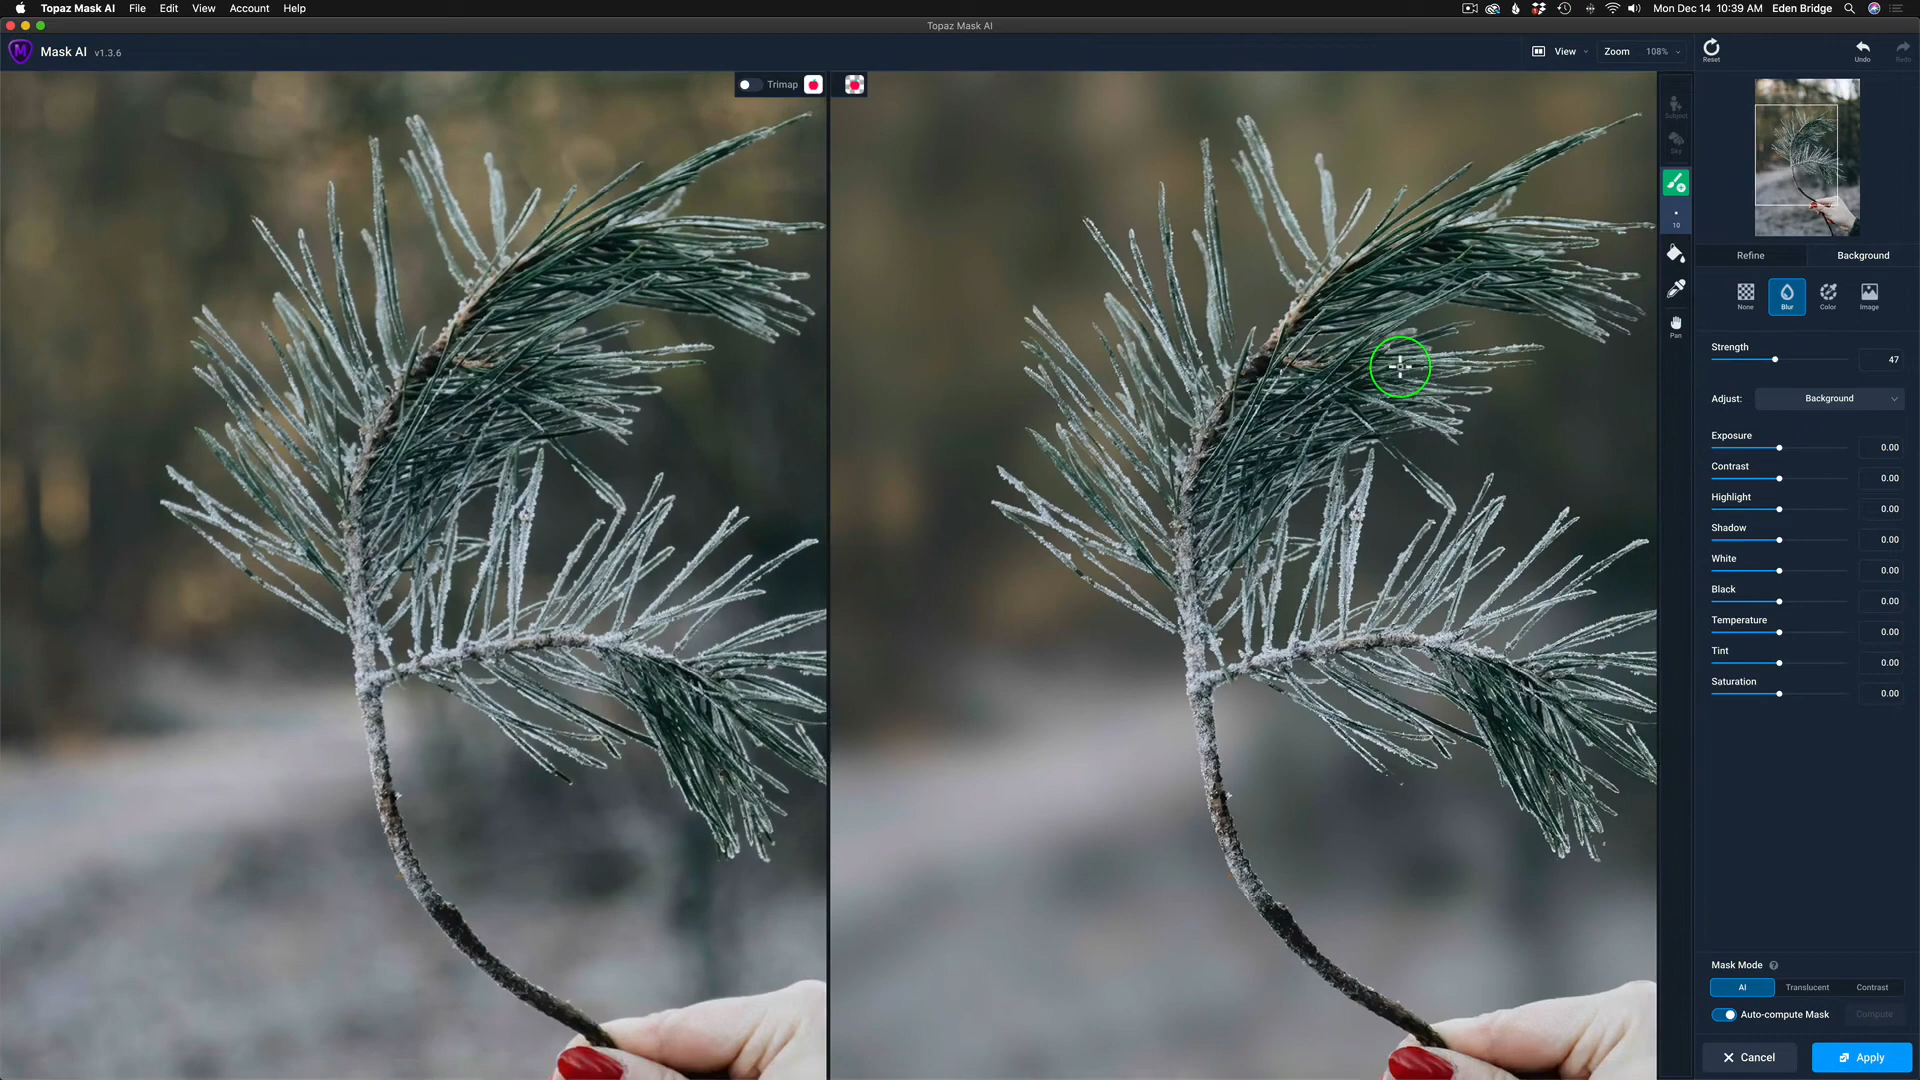 Topaz Mask AI File Edit View Account Help Mon Dec 14 10:39 AM Eden Bridge
Topaz Mask AI
M Mask AI v1.3.6 View Zoom 108% Reset Undo Redo
Trimap
Subject
Sky
10
Pan
Refine Background
None Blur Color Image
Strength
47
Adjust: Background
Exposure
0.00
Contrast
0.00
Highlight
0.00
Shadow
0.00
White
0.00
Black
0.00
Temperature
0.00
Tint
0.00
Saturation
0.00
Mask Mode ?
AI Translucent Contrast
Auto-compute Mask Compute
Cancel Apply